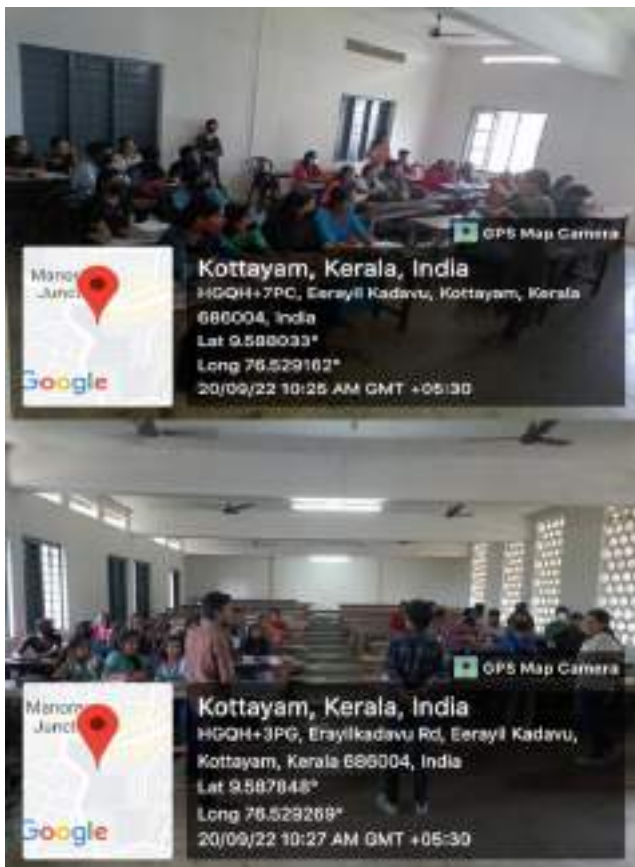 GPS Map Camera
Kottayam, Kerala, India
HGQH+7PC, Eerayil Kadavu, Kottayam, Kerala
686004, India
Lat 9.588033°
Long 76.529162°
20/09/22 10:25 AM GMT +05:30
Google
GPS Map Camera
Kottayam, Kerala, India
HGQH+3PG, Erayilkadavu Rd, Eerayil Kadavu,
Kottayam, Kerala 686004, India
Lat 9.587848°
Long 76.529269°
20/09/22 10:27 AM GMT +05:30
Google